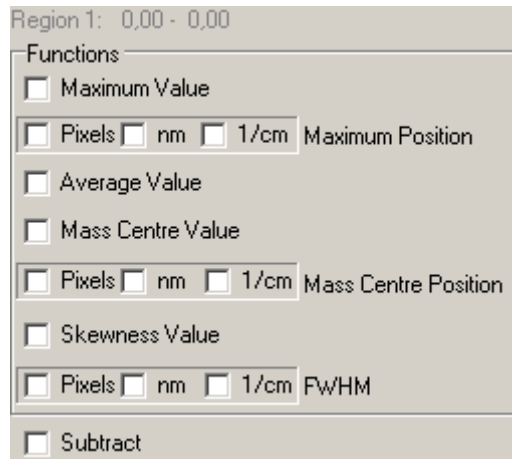 Region 1: 0,00 - 0,00
Functions
Maximum Value
Pixels nm 1/cm Maximum Position
Average Value
Mass Centre Value
Pixels nm 1/cm Mass Centre Position
Skewness Value
Pixels nm 1/cm FWHM
Subtract